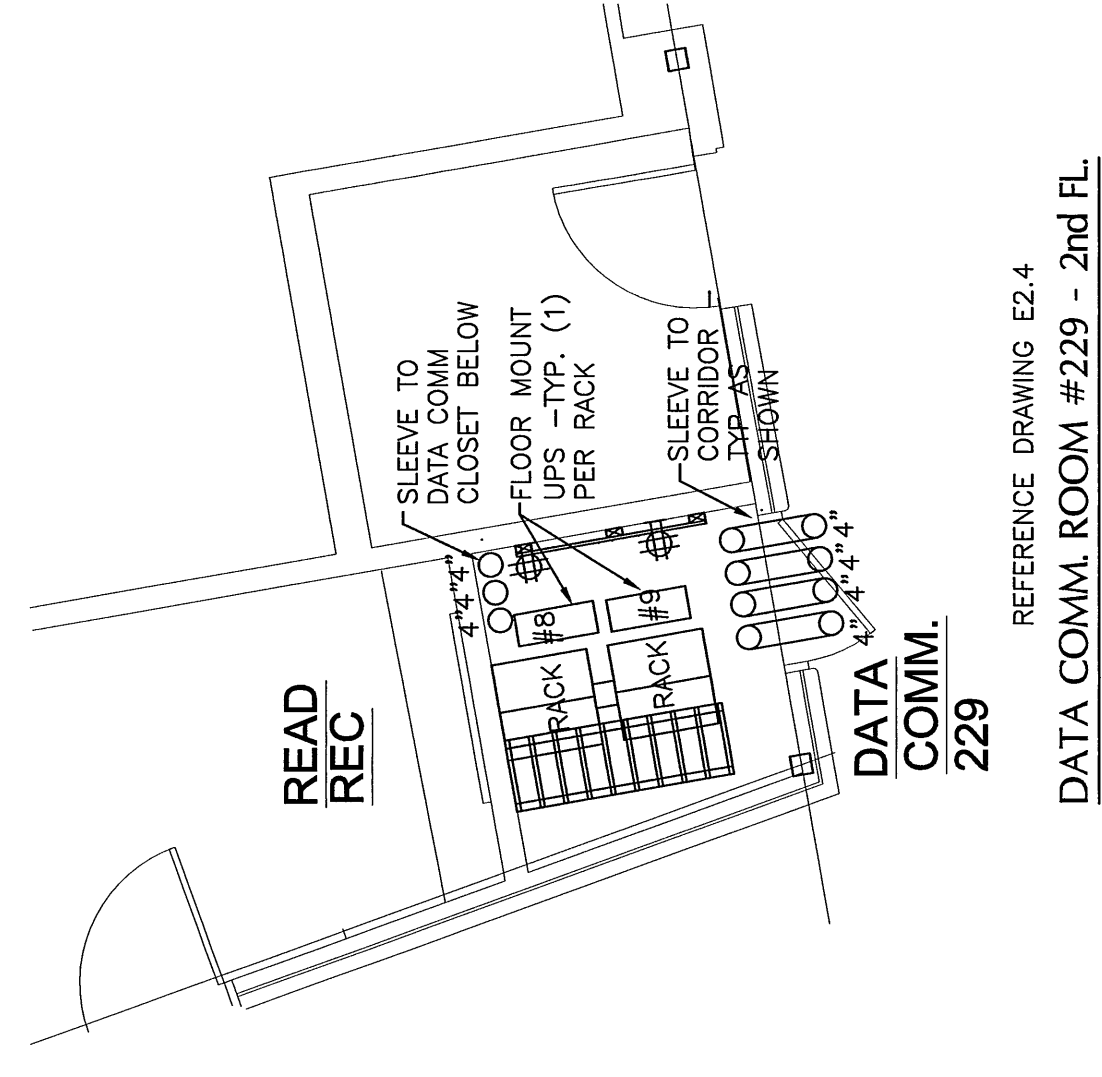 READ
REC
SLEEVE TO
DATA COMM
CLOSET BELOW
FLOOR MOUNT
UPS -TYP. (1)
PER RACK
SLEEVE TO
CORRIDOR
TYP AS
SHOWN
4"4"4"
#8
#9
RACK
RACK
4"4"4"4"
DATA
COMM.
229
REFERENCE DRAWING E2.4
DATA COMM. ROOM #229 - 2nd FL.